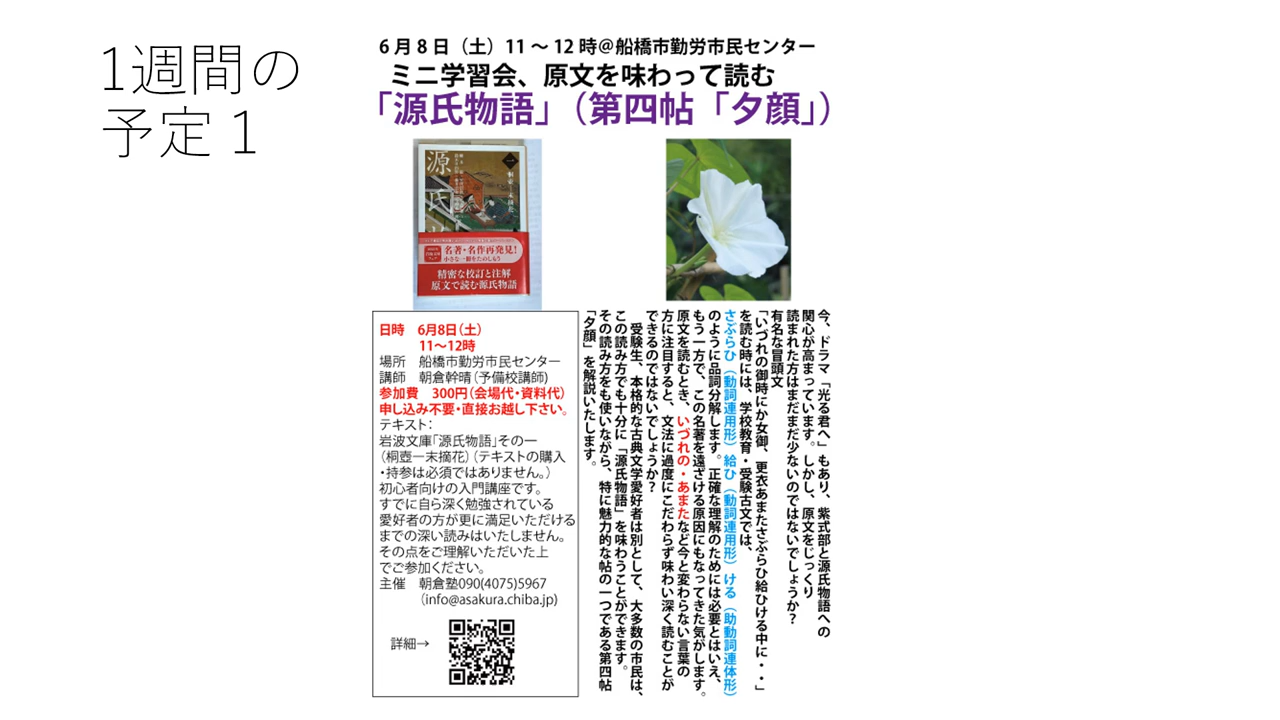 1週間の
予定1
6月8日（土）11～12時＠船橋市勤労市民センター
ミニ学習会、原文を味わって読む
「源氏物語」（第四帖「夕顔」）
源氏
一
桐壺―末摘花
名著・名作再発見！
小さな一冊をたのしもう
精密な校訂と注解
原文で読む源氏物語
日時　6月8日（土）
11～12時
場所　船橋市勤労市民センター
講師　朝倉幹晴（予備校講師）
参加費　300円（会場代・資料代）
申し込み不要・直接お越し下さい。
テキスト：
岩波文庫「源氏物語」その一
（桐壺―末摘花）（テキストの購入
・持参は必須ではありません。）
初心者向けの入門講座です。
すでに自ら深く勉強されている
愛好者の方が更に満足いただける
までの深い読みはいたしません。
その点をご理解いただいた上
でご参加ください。
主催　朝倉塾090(4075)5967
（info@asakura.chiba.jp)
詳細→
今、ドラマ「光る君へ」もあり、紫式部と源氏物語への
関心が高まっています。しかし、原文をじっくり
読まれた方はまだまだ少ないのではないでしょうか？
有名な冒頭文
「いづれの御時にか女御、更衣あまたさぶらひ給ひける中に・・」
を読む時には、学校教育・受験古文では、
さぶらひ（動詞連用形）給ひ（動詞連用形）ける（助動詞連体形）
のように品詞分解します。正確な理解のためには必要とはいえ、
もう一方で、この名著を遠ざける原因にもなってきた気がします。
原文を読むとき、いづれの・あまたなど今と変わらない言葉の
方に注目すると、文法に過度にこだわらず味わい深く読むことが
できるのではないでしょうか？
受験生、本格的な古典文学愛好者は別として、大多数の市民は、
この読み方でも十分に「源氏物語」を味わうことができます。
その読み方をも使いながら、特に魅力的な帖の一つである第四帖
「夕顔」を解説いたします。